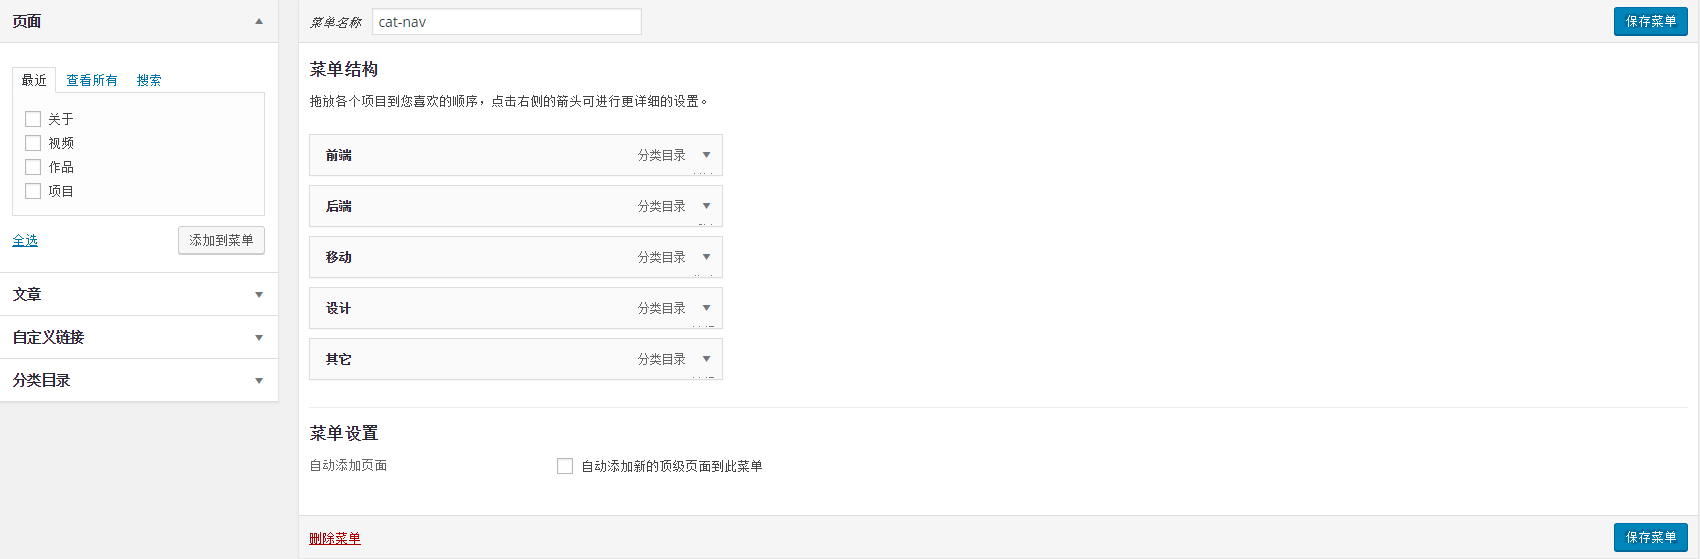 页面
最近 查看所有 搜索
关于
视频
作品
项目
全选 添加到菜单
文章
自定义链接
分类目录
菜单名称 cat-nav 保存菜单
菜单结构
拖放各个项目到您喜欢的顺序，点击右侧的箭头可进行更详细的设置。
前端 分类目录
后端 分类目录
移动 分类目录
设计 分类目录
其它 分类目录
菜单设置
自动添加页面 自动添加新的顶级页面到此菜单
删除菜单 保存菜单